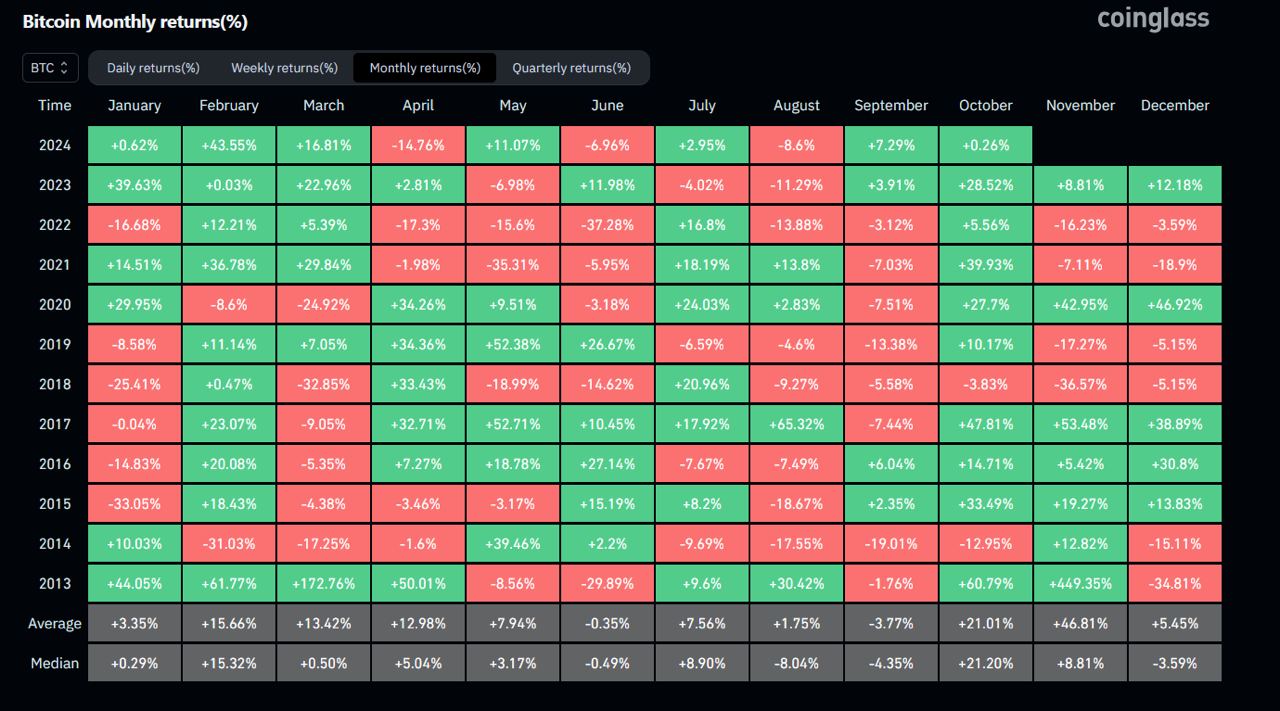 Bitcoin Monthly returns(%) coinglass
BTC Daily returns(%) Weekly returns(%) Monthly returns(%) Quarterly returns(%)
Time January February March April May June July August September October November December
2024 +0.62% +43.55% +16.81% -14.76% +11.07% -6.96% +2.95% -8.6% +7.29% +0.26%
2023 +39.63% +0.03% +22.96% +2.81% -6.98% +11.98% -4.02% -11.29% +3.91% +28.52% +8.81% +12.18%
2022 -16.68% +12.21% +5.39% -17.3% -15.6% -37.28% +16.8% -13.88% -3.12% +5.56% -16.23% -3.59%
2021 +14.51% +36.78% +29.84% -1.98% -35.31% -5.95% +18.19% +13.8% -7.03% +39.93% -7.11% -18.9%
2020 +29.95% -8.6% -24.92% +34.26% +9.51% -3.18% +24.03% +2.83% -7.51% +27.7% +42.95% +46.92%
2019 -8.58% +11.14% +7.05% +34.36% +52.38% +26.67% -6.59% -4.6% -13.38% +10.17% -17.27% -5.15%
2018 -25.41% +0.47% -32.85% +33.43% -18.99% -14.62% +20.96% -9.27% -5.58% -3.83% -36.57% -5.15%
2017 -0.04% +23.07% -9.05% +32.71% +52.71% +10.45% +17.92% +65.32% -7.44% +47.81% +53.48% +38.89%
2016 -14.83% +20.08% -5.35% +7.27% +18.78% +27.14% -7.67% -7.49% +6.04% +14.71% +5.42% +30.8%
2015 -33.05% +18.43% -4.38% -3.46% -3.17% +15.19% +8.2% -18.67% +2.35% +33.49% +19.27% +13.83%
2014 +10.03% -31.03% -17.25% -1.6% +39.46% +2.2% -9.69% -17.55% -19.01% -12.95% +12.82% -15.11%
2013 +44.05% +61.77% +172.76% +50.01% -8.56% -29.89% +9.6% +30.42% -1.76% +60.79% +449.35% -34.81%
Average +3.35% +15.66% +13.42% +12.98% +7.94% -0.35% +7.56% +1.75% -3.77% +21.01% +46.81% +5.45%
Median +0.29% +15.32% +0.50% +5.04% +3.17% -0.49% +8.90% -8.04% -4.35% +21.20% +8.81% -3.59%